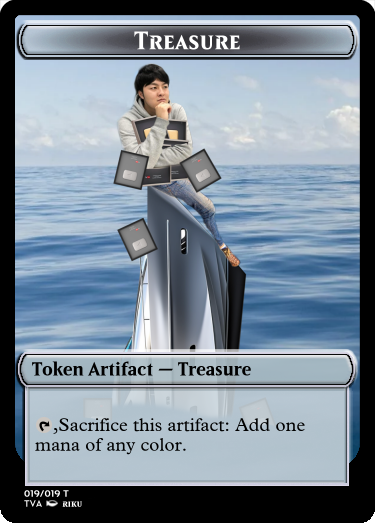 TREASURE
Token Artifact — Treasure
,Sacrifice this artifact: Add one
mana of any color.
019/019 T
TVA RIKU